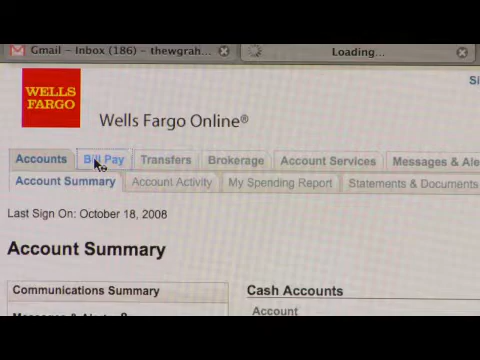 Gmail – Inbox (186) – thewgrah...
Loading...
WELLS
FARGO
Wells Fargo Online®
Si
Accounts
Bill Pay
Transfers
Brokerage
Account Services
Messages & Ale
Account Summary
Account Activity
My Spending Report
Statements & Documents
Last Sign On: October 18, 2008
Account Summary
Communications Summary
Cash Accounts
Account